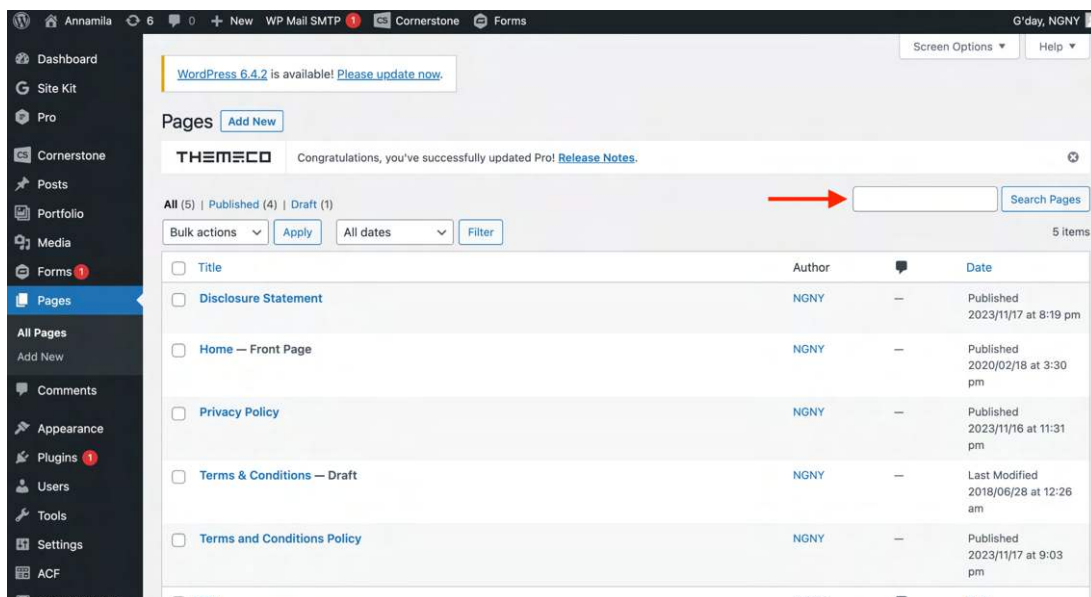 Annamila 6 0 + New WP Mail SMTP 1 CS Cornerstone Forms G'day, NGNY
Dashboard
Site Kit
Pro
Cornerstone
Posts
Portfolio
Media
Forms 1
Pages
All Pages
Add New
Comments
Appearance
Plugins 1
Users
Tools
Settings
ACF
Screen Options ▼ Help ▼
WordPress 6.4.2 is available! Please update now.
Pages Add New
THEMECO Congratulations, you've successfully updated Pro! Release Notes.
All (5) | Published (4) | Draft (1)
Search Pages
Bulk actions Apply All dates Filter
5 items
Title Author Date
Disclosure Statement NGNY — Published
2023/11/17 at 8:19 pm
Home — Front Page NGNY — Published
2020/02/18 at 3:30
pm
Privacy Policy NGNY — Published
2023/11/16 at 11:31
pm
Terms & Conditions — Draft NGNY — Last Modified
2018/06/28 at 12:26
am
Terms and Conditions Policy NGNY — Published
2023/11/17 at 9:03
pm